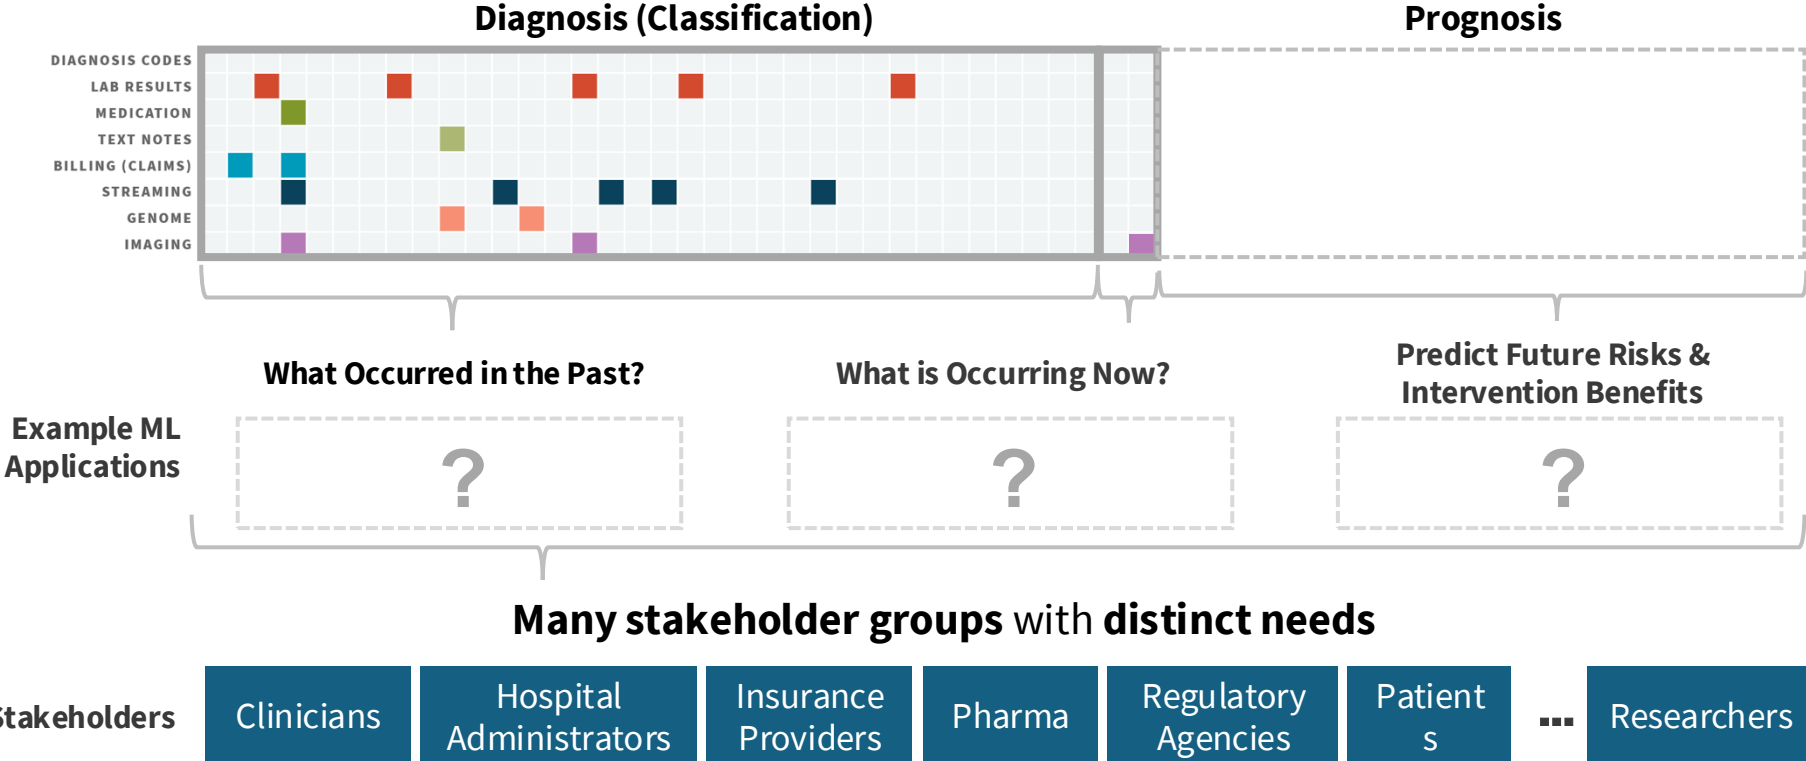 Diagnosis (Classification)
Prognosis
DIAGNOSIS CODES
LAB RESULTS
MEDICATION
TEXT NOTES
BILLING (CLAIMS)
STREAMING
GENOME
IMAGING
What Occurred in the Past?
What is Occurring Now?
Predict Future Risks &
Intervention Benefits
Example ML
Applications
?
?
?
Many stakeholder groups with distinct needs
Stakeholders
Clinicians
Hospital
Administrators
Insurance
Providers
Pharma
Regulatory
Agencies
Patient
s
...
Researchers